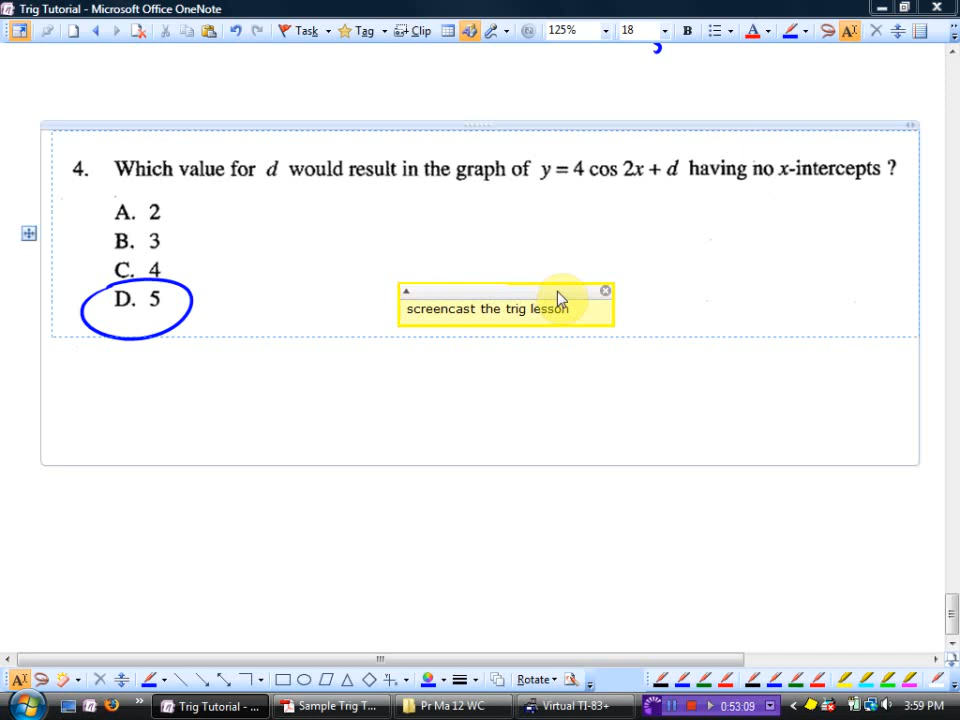 Trig Tutorial - Microsoft Office OneNote
Task Tag Clip 125% 18 B A
4. Which value for d would result in the graph of y = 4 cos 2x + d having no x-intercepts ?
A. 2
B. 3
C. 4
D. 5
screencast the trig lesson
Rotate
Trig Tutorial - ... Sample Trig T... Pr Ma 12 WC Virtual TI-83+ 0:53:09 3:59 PM